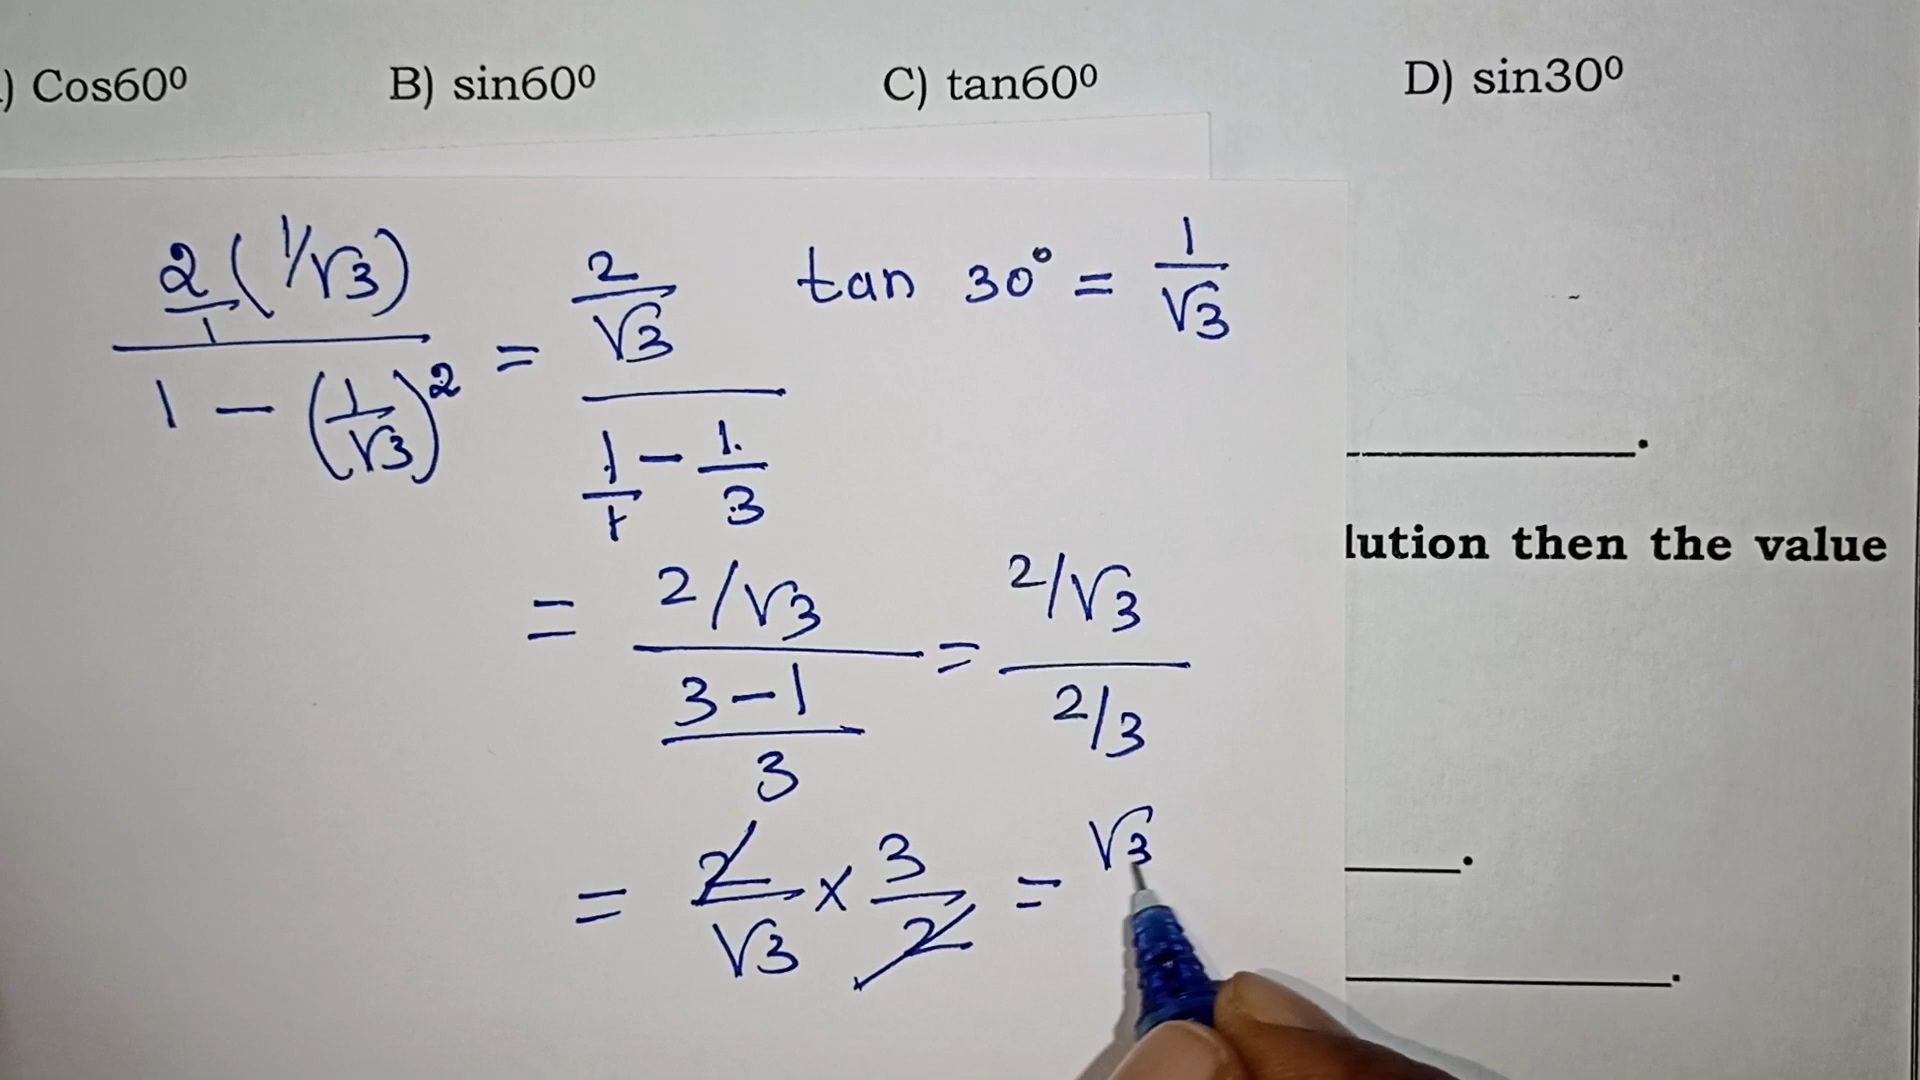 ) Cos60⁰ B) sin60⁰ C) tan60⁰ D) sin30⁰
2/1 (1/√3) / 1 - (1/√3)² = 2/√3 / 1/1 - 1/3 tan 30° = 1/√3
= 2/√3 / 3-1/3 = 2/√3 / 2/3
= 2/√3 × 3/2 = √3
lution then the value